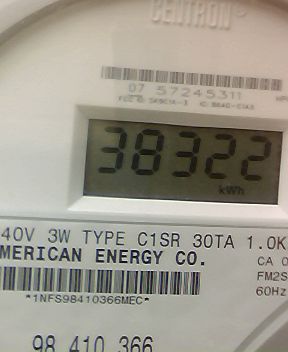 CENTRON®
07 57245311
38322
kWh
40V 3W TYPE C1SR 30TA 1.0K
MERICAN ENERGY CO.
CA 0
FM2S
60Hz
*1NFS98410366MEC*
98 410 366